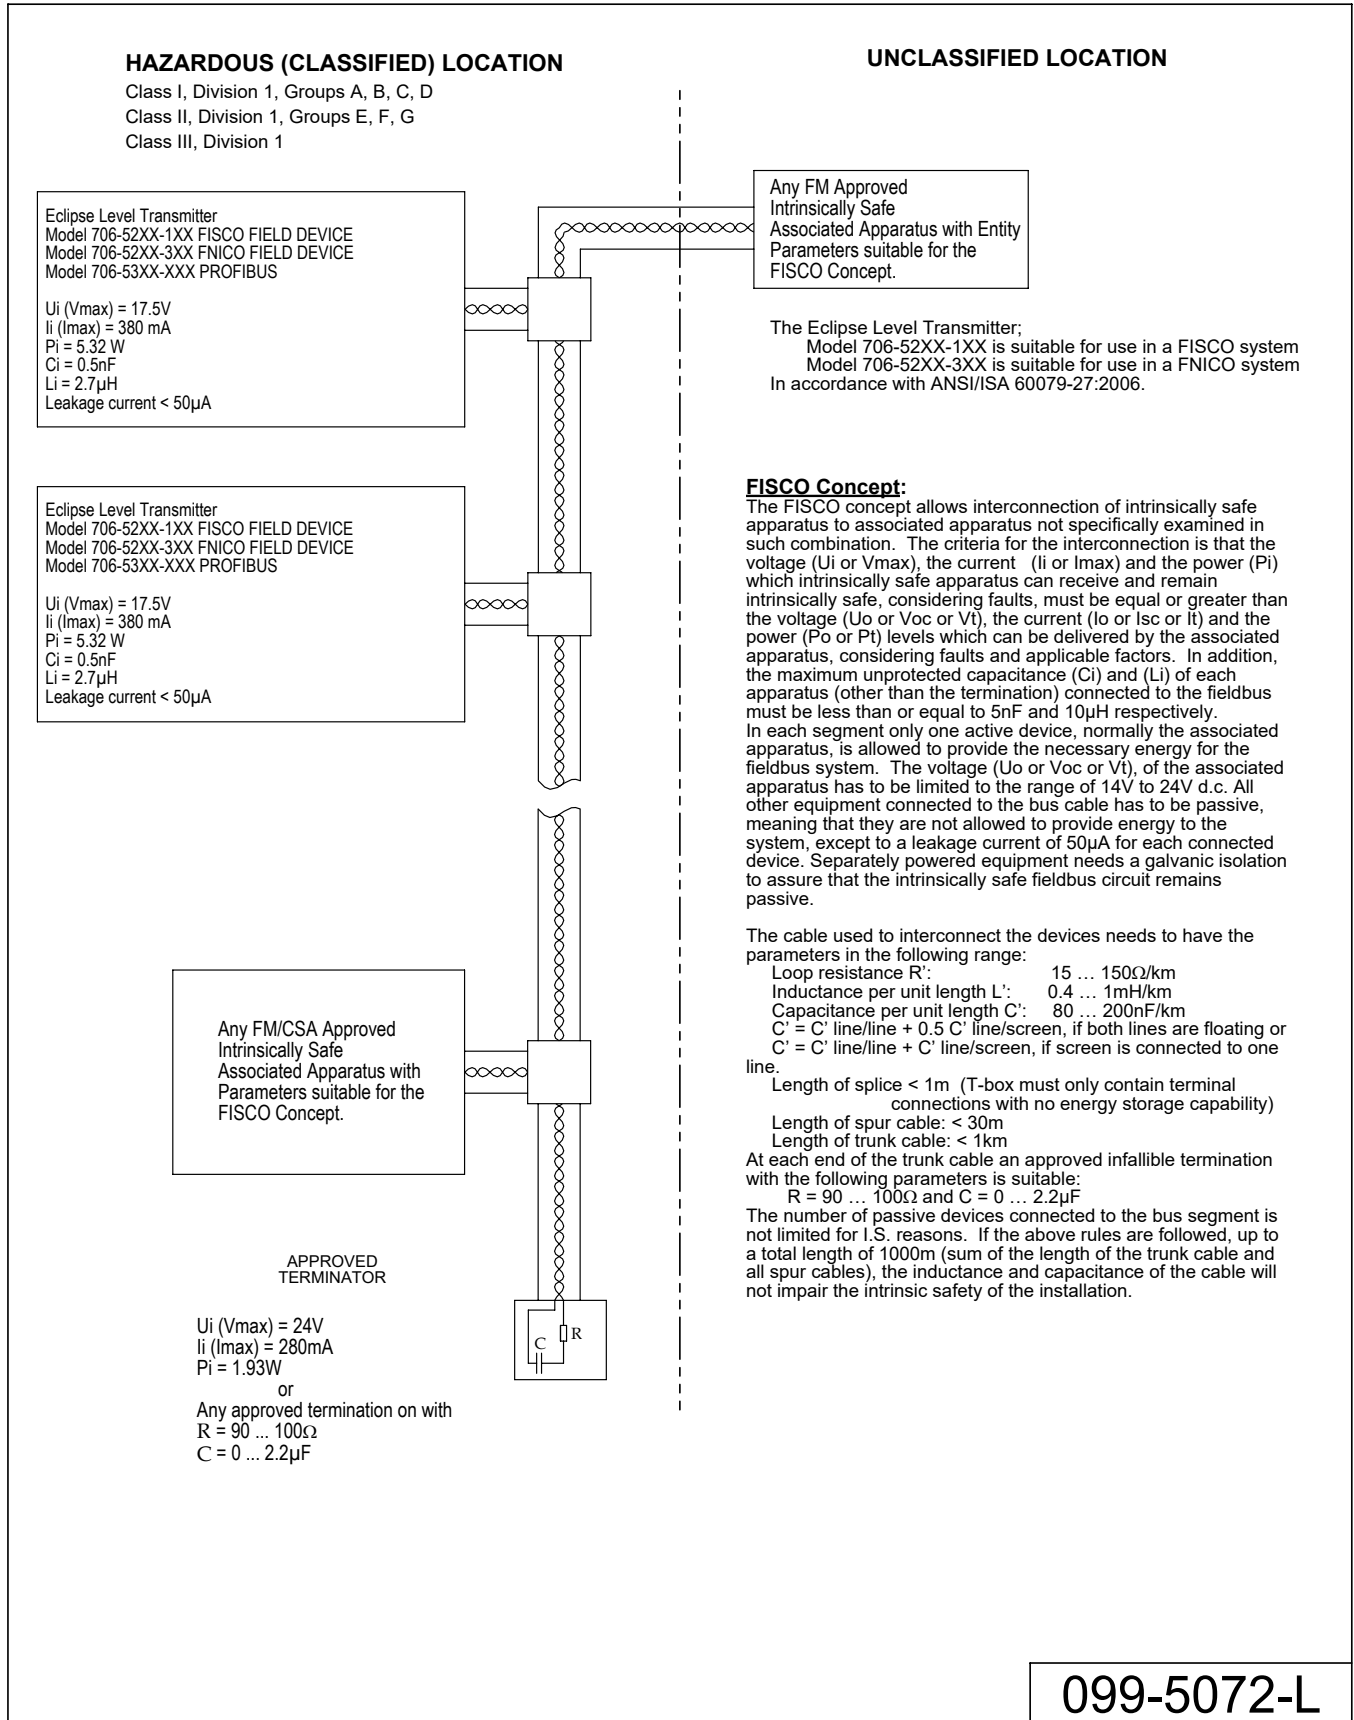 HAZARDOUS (CLASSIFIED) LOCATION
Class I, Division 1, Groups A, B, C, D
Class II, Division 1, Groups E, F, G
Class III, Division 1
UNCLASSIFIED LOCATION
Eclipse Level Transmitter
Model 706-52XX-1XX FISCO FIELD DEVICE
Model 706-52XX-3XX FNICO FIELD DEVICE
Model 706-53XX-XXX PROFIBUS
Ui (Vmax) = 17.5V
Ii (Imax) = 380 mA
Pi = 5.32 W
Ci = 0.5nF
Li = 2.7µH
Leakage current < 50µA
Any FM Approved
Intrinsically Safe
Associated Apparatus with Entity
Parameters suitable for the
FISCO Concept.
The Eclipse Level Transmitter;
Model 706-52XX-1XX is suitable for use in a FISCO system
Model 706-52XX-3XX is suitable for use in a FNICO system
In accordance with ANSI/ISA 60079-27:2006.
Eclipse Level Transmitter
Model 706-52XX-1XX FISCO FIELD DEVICE
Model 706-52XX-3XX FNICO FIELD DEVICE
Model 706-53XX-XXX PROFIBUS
Ui (Vmax) = 17.5V
Ii (Imax) = 380 mA
Pi = 5.32 W
Ci = 0.5nF
Li = 2.7µH
Leakage current < 50µA
FISCO Concept:
The FISCO concept allows interconnection of intrinsically safe
apparatus to associated apparatus not specifically examined in
such combination. The criteria for the interconnection is that the
voltage (Ui or Vmax), the current (Ii or Imax) and the power (Pi)
which intrinsically safe apparatus can receive and remain
intrinsically safe, considering faults, must be equal or greater than
the voltage (Uo or Voc or Vt), the current (Io or Isc or It) and the
power (Po or Pt) levels which can be delivered by the associated
apparatus, considering faults and applicable factors. In addition,
the maximum unprotected capacitance (Ci) and (Li) of each
apparatus (other than the termination) connected to the fieldbus
must be less than or equal to 5nF and 10µH respectively.
In each segment only one active device, normally the associated
apparatus, is allowed to provide the necessary energy for the
fieldbus system. The voltage (Uo or Voc or Vt), of the associated
apparatus has to be limited to the range of 14V to 24V d.c. All
other equipment connected to the bus cable has to be passive,
meaning that they are not allowed to provide energy to the
system, except to a leakage current of 50µA for each connected
device. Separately powered equipment needs a galvanic isolation
to assure that the intrinsically safe fieldbus circuit remains
passive.
The cable used to interconnect the devices needs to have the
parameters in the following range:
Loop resistance R': 15 … 150Ω/km
Inductance per unit length L': 0.4 … 1mH/km
Capacitance per unit length C': 80 … 200nF/km
C' = C' line/line + 0.5 C' line/screen, if both lines are floating or
C' = C' line/line + C' line/screen, if screen is connected to one
line.
Length of splice < 1m (T-box must only contain terminal
connections with no energy storage capability)
Length of spur cable: < 30m
Length of trunk cable: < 1km
At each end of the trunk cable an approved infallible termination
with the following parameters is suitable:
R = 90 … 100Ω and C = 0 … 2.2µF
The number of passive devices connected to the bus segment is
not limited for I.S. reasons. If the above rules are followed, up to
a total length of 1000m (sum of the length of the trunk cable and
all spur cables), the inductance and capacitance of the cable will
not impair the intrinsic safety of the installation.
Any FM/CSA Approved
Intrinsically Safe
Associated Apparatus with
Parameters suitable for the
FISCO Concept.
APPROVED
TERMINATOR
Ui (Vmax) = 24V
Ii (Imax) = 280mA
Pi = 1.93W
or
Any approved termination on with
R = 90 ... 100Ω
C = 0 ... 2.2µF
C
R
099-5072-L